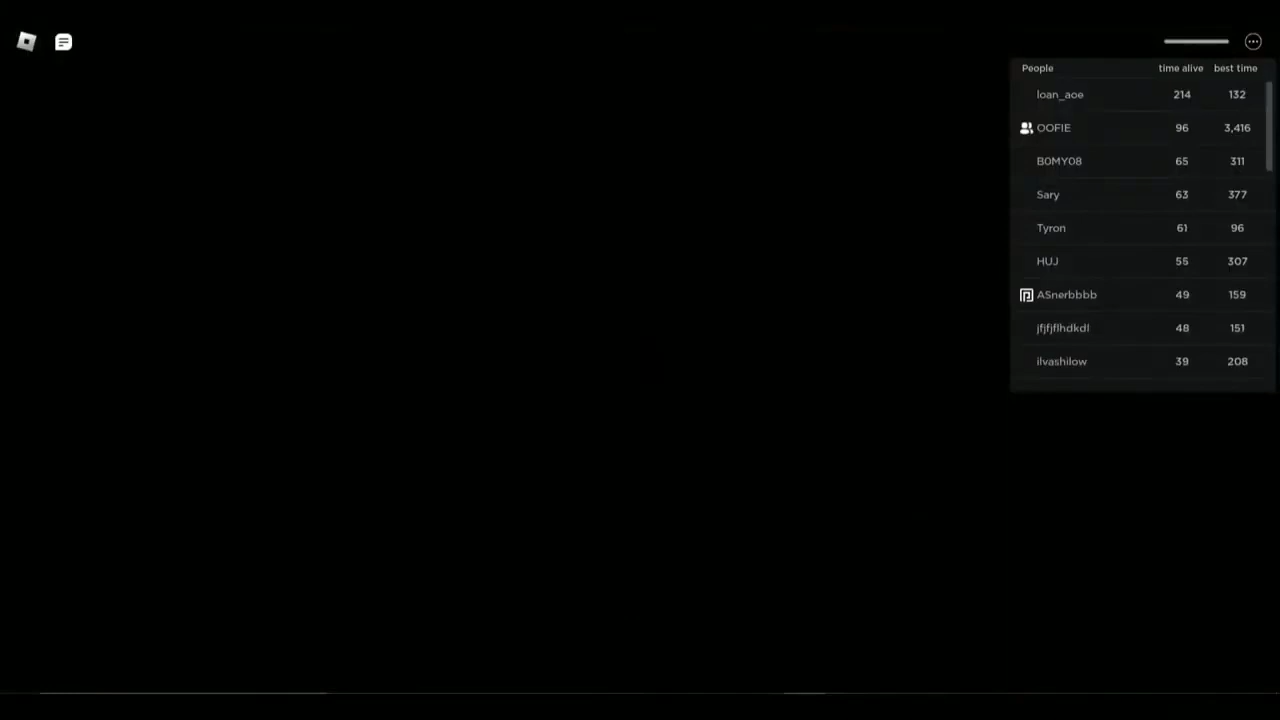 People time alive best time
loan_aoe 214 132
OOFIE 96 3,416
B0MY08 65 311
Sary 63 377
Tyron 61 96
HUJ 55 307
ASnerbbbb 49 159
jfjfjflhdkdl 48 151
ilvashilow 39 208